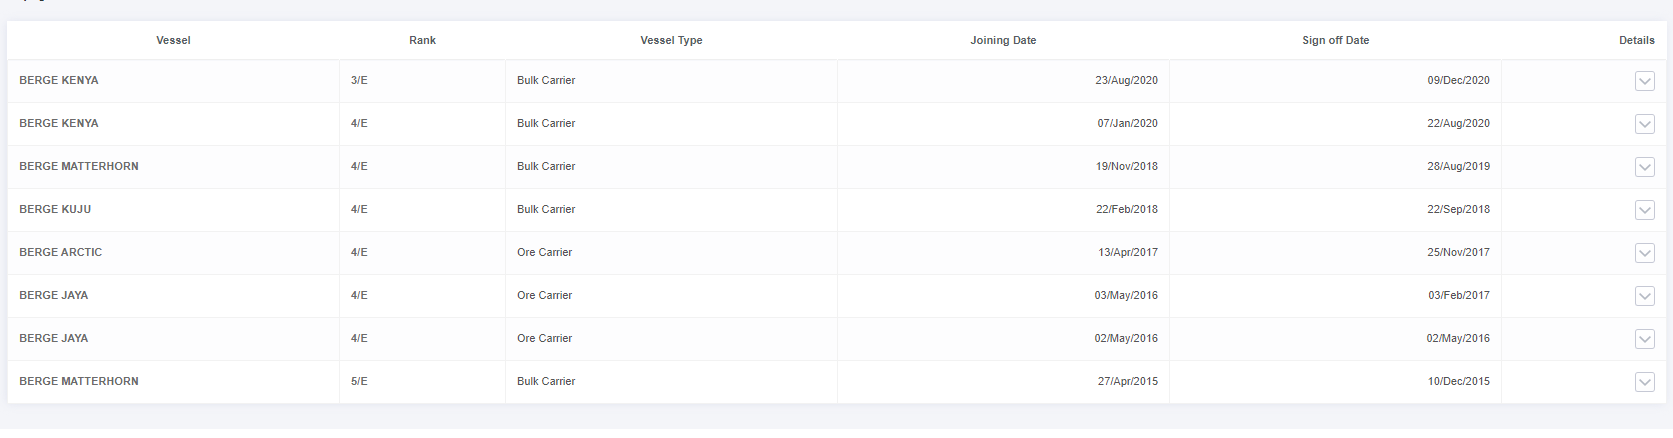 Vessel Rank Vessel Type Joining Date Sign off Date Details
BERGE KENYA 3/E Bulk Carrier 23/Aug/2020 09/Dec/2020
BERGE KENYA 4/E Bulk Carrier 07/Jan/2020 22/Aug/2020
BERGE MATTERHORN 4/E Bulk Carrier 19/Nov/2018 28/Aug/2019
BERGE KUJU 4/E Bulk Carrier 22/Feb/2018 22/Sep/2018
BERGE ARCTIC 4/E Ore Carrier 13/Apr/2017 25/Nov/2017
BERGE JAYA 4/E Ore Carrier 03/May/2016 03/Feb/2017
BERGE JAYA 4/E Ore Carrier 02/May/2016 02/May/2016
BERGE MATTERHORN 5/E Bulk Carrier 27/Apr/2015 10/Dec/2015